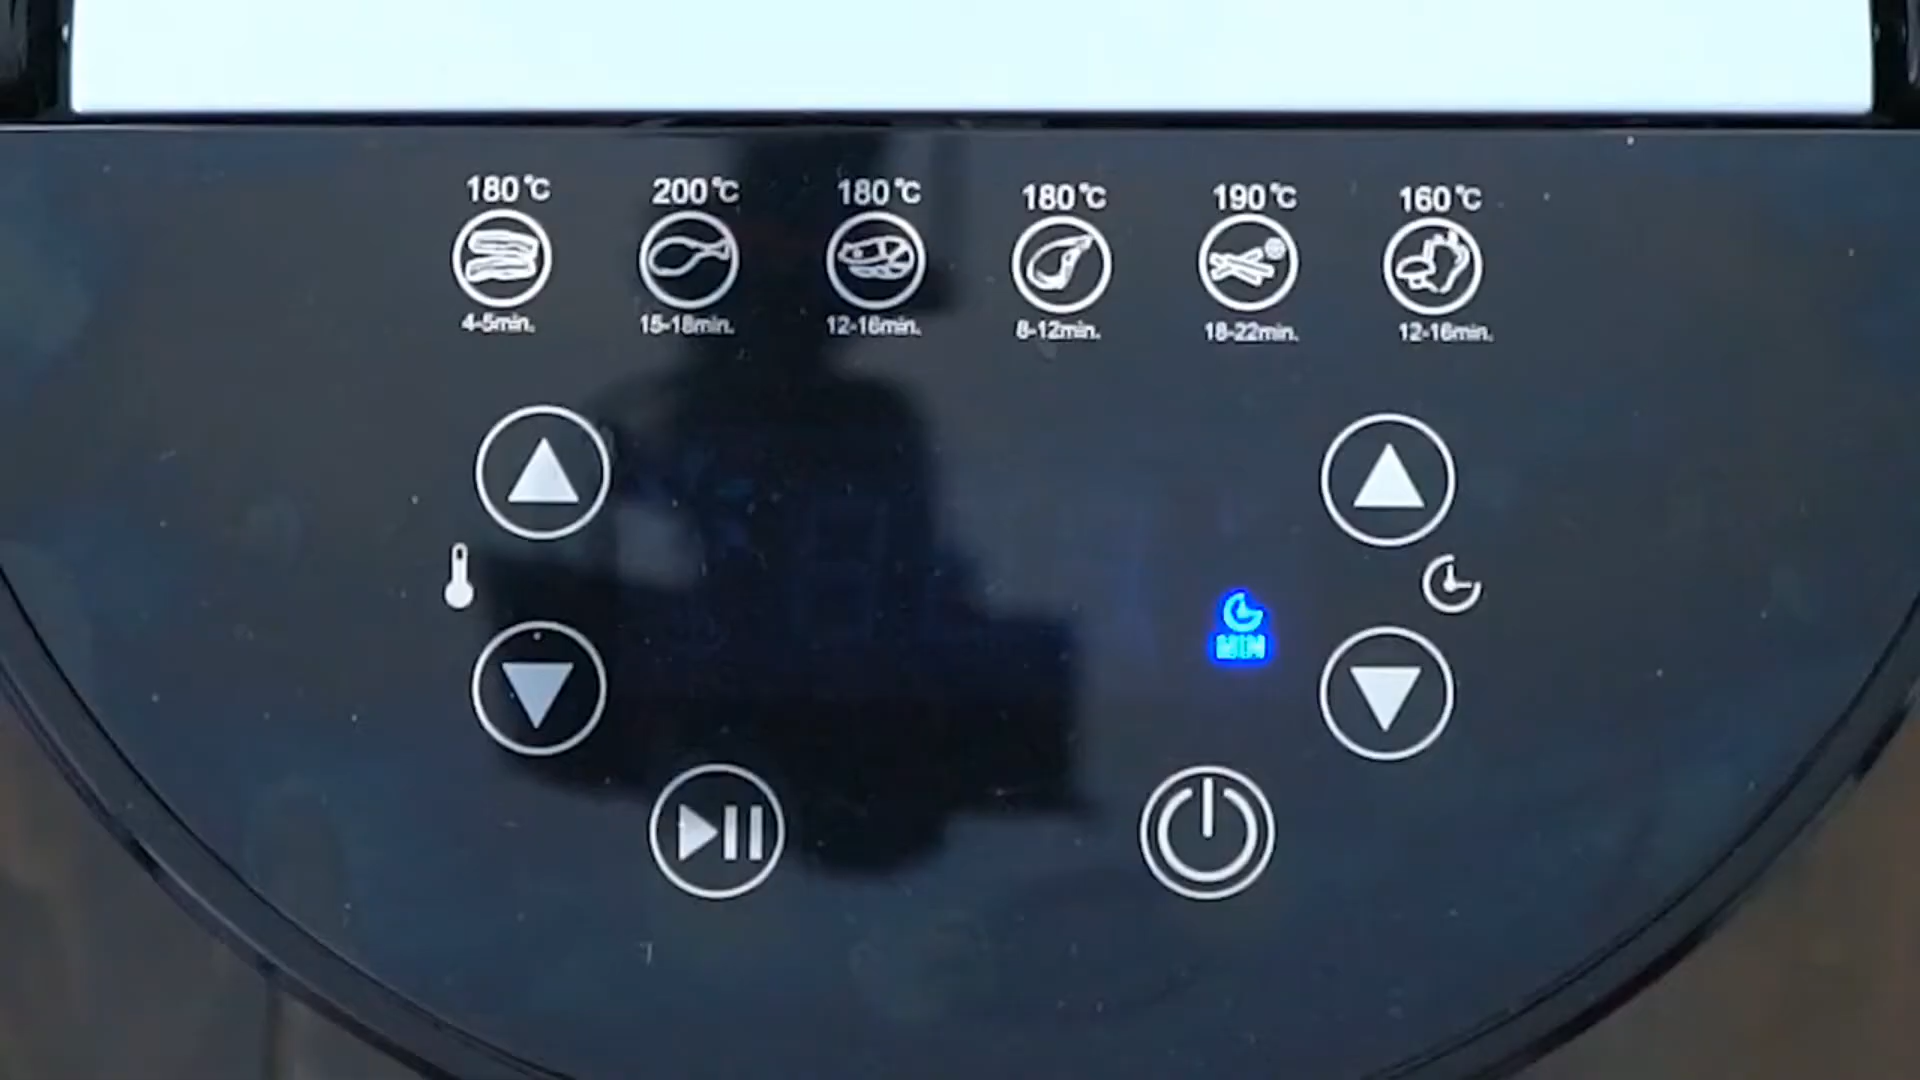 180℃ 200℃ 180℃ 180℃ 190℃ 160℃
4-5min. 15-18min. 12-16min. 8-12min. 18-22min. 12-16min.
MIN